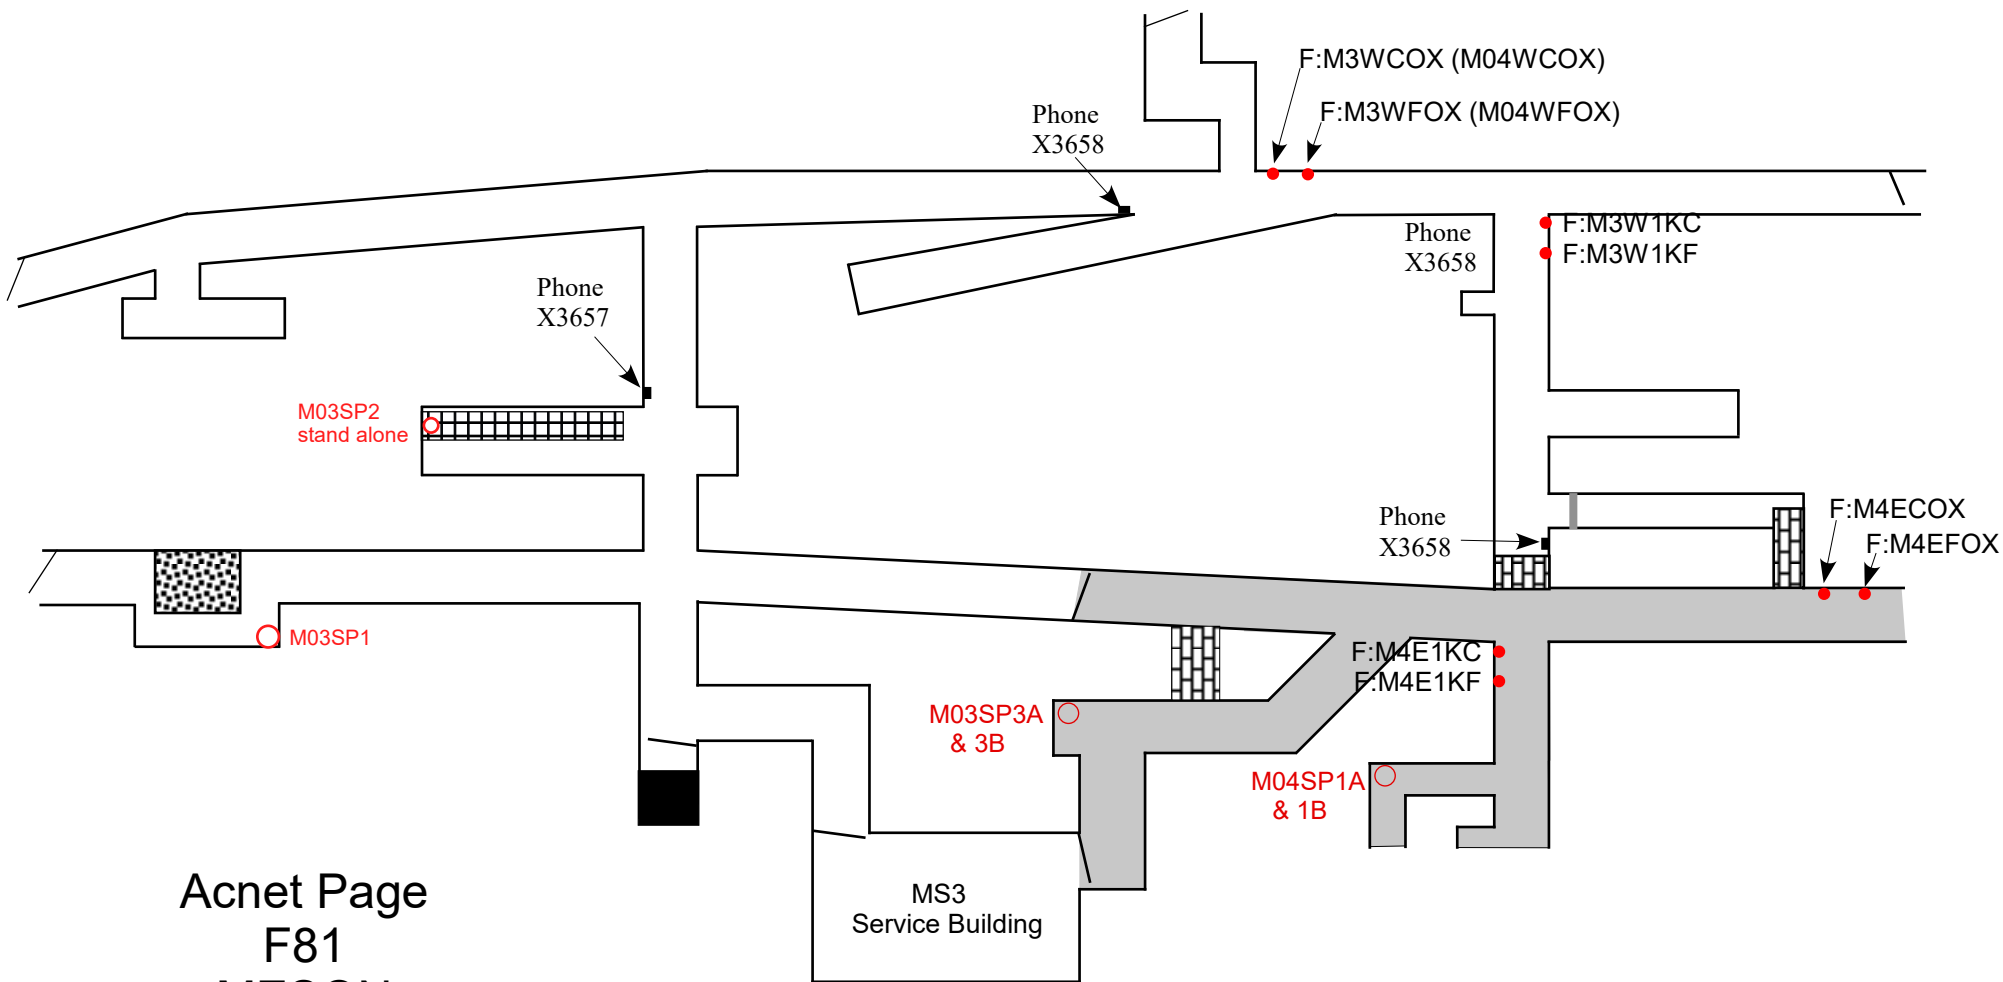 F:M3WCOX (M04WCOX)
F:M3WFOX (M04WFOX)
Phone
X3658
F:M3W1KC
F:M3W1KF
Phone
X3658
Phone
X3657
M03SP2
stand alone
F:M4ECOX
F:M4EFOX
Phone
X3658
M03SP1
F:M4E1KC
F:M4E1KF
M03SP3A
& 3B
M04SP1A
& 1B
MS3
Service Building
Acnet Page
F81